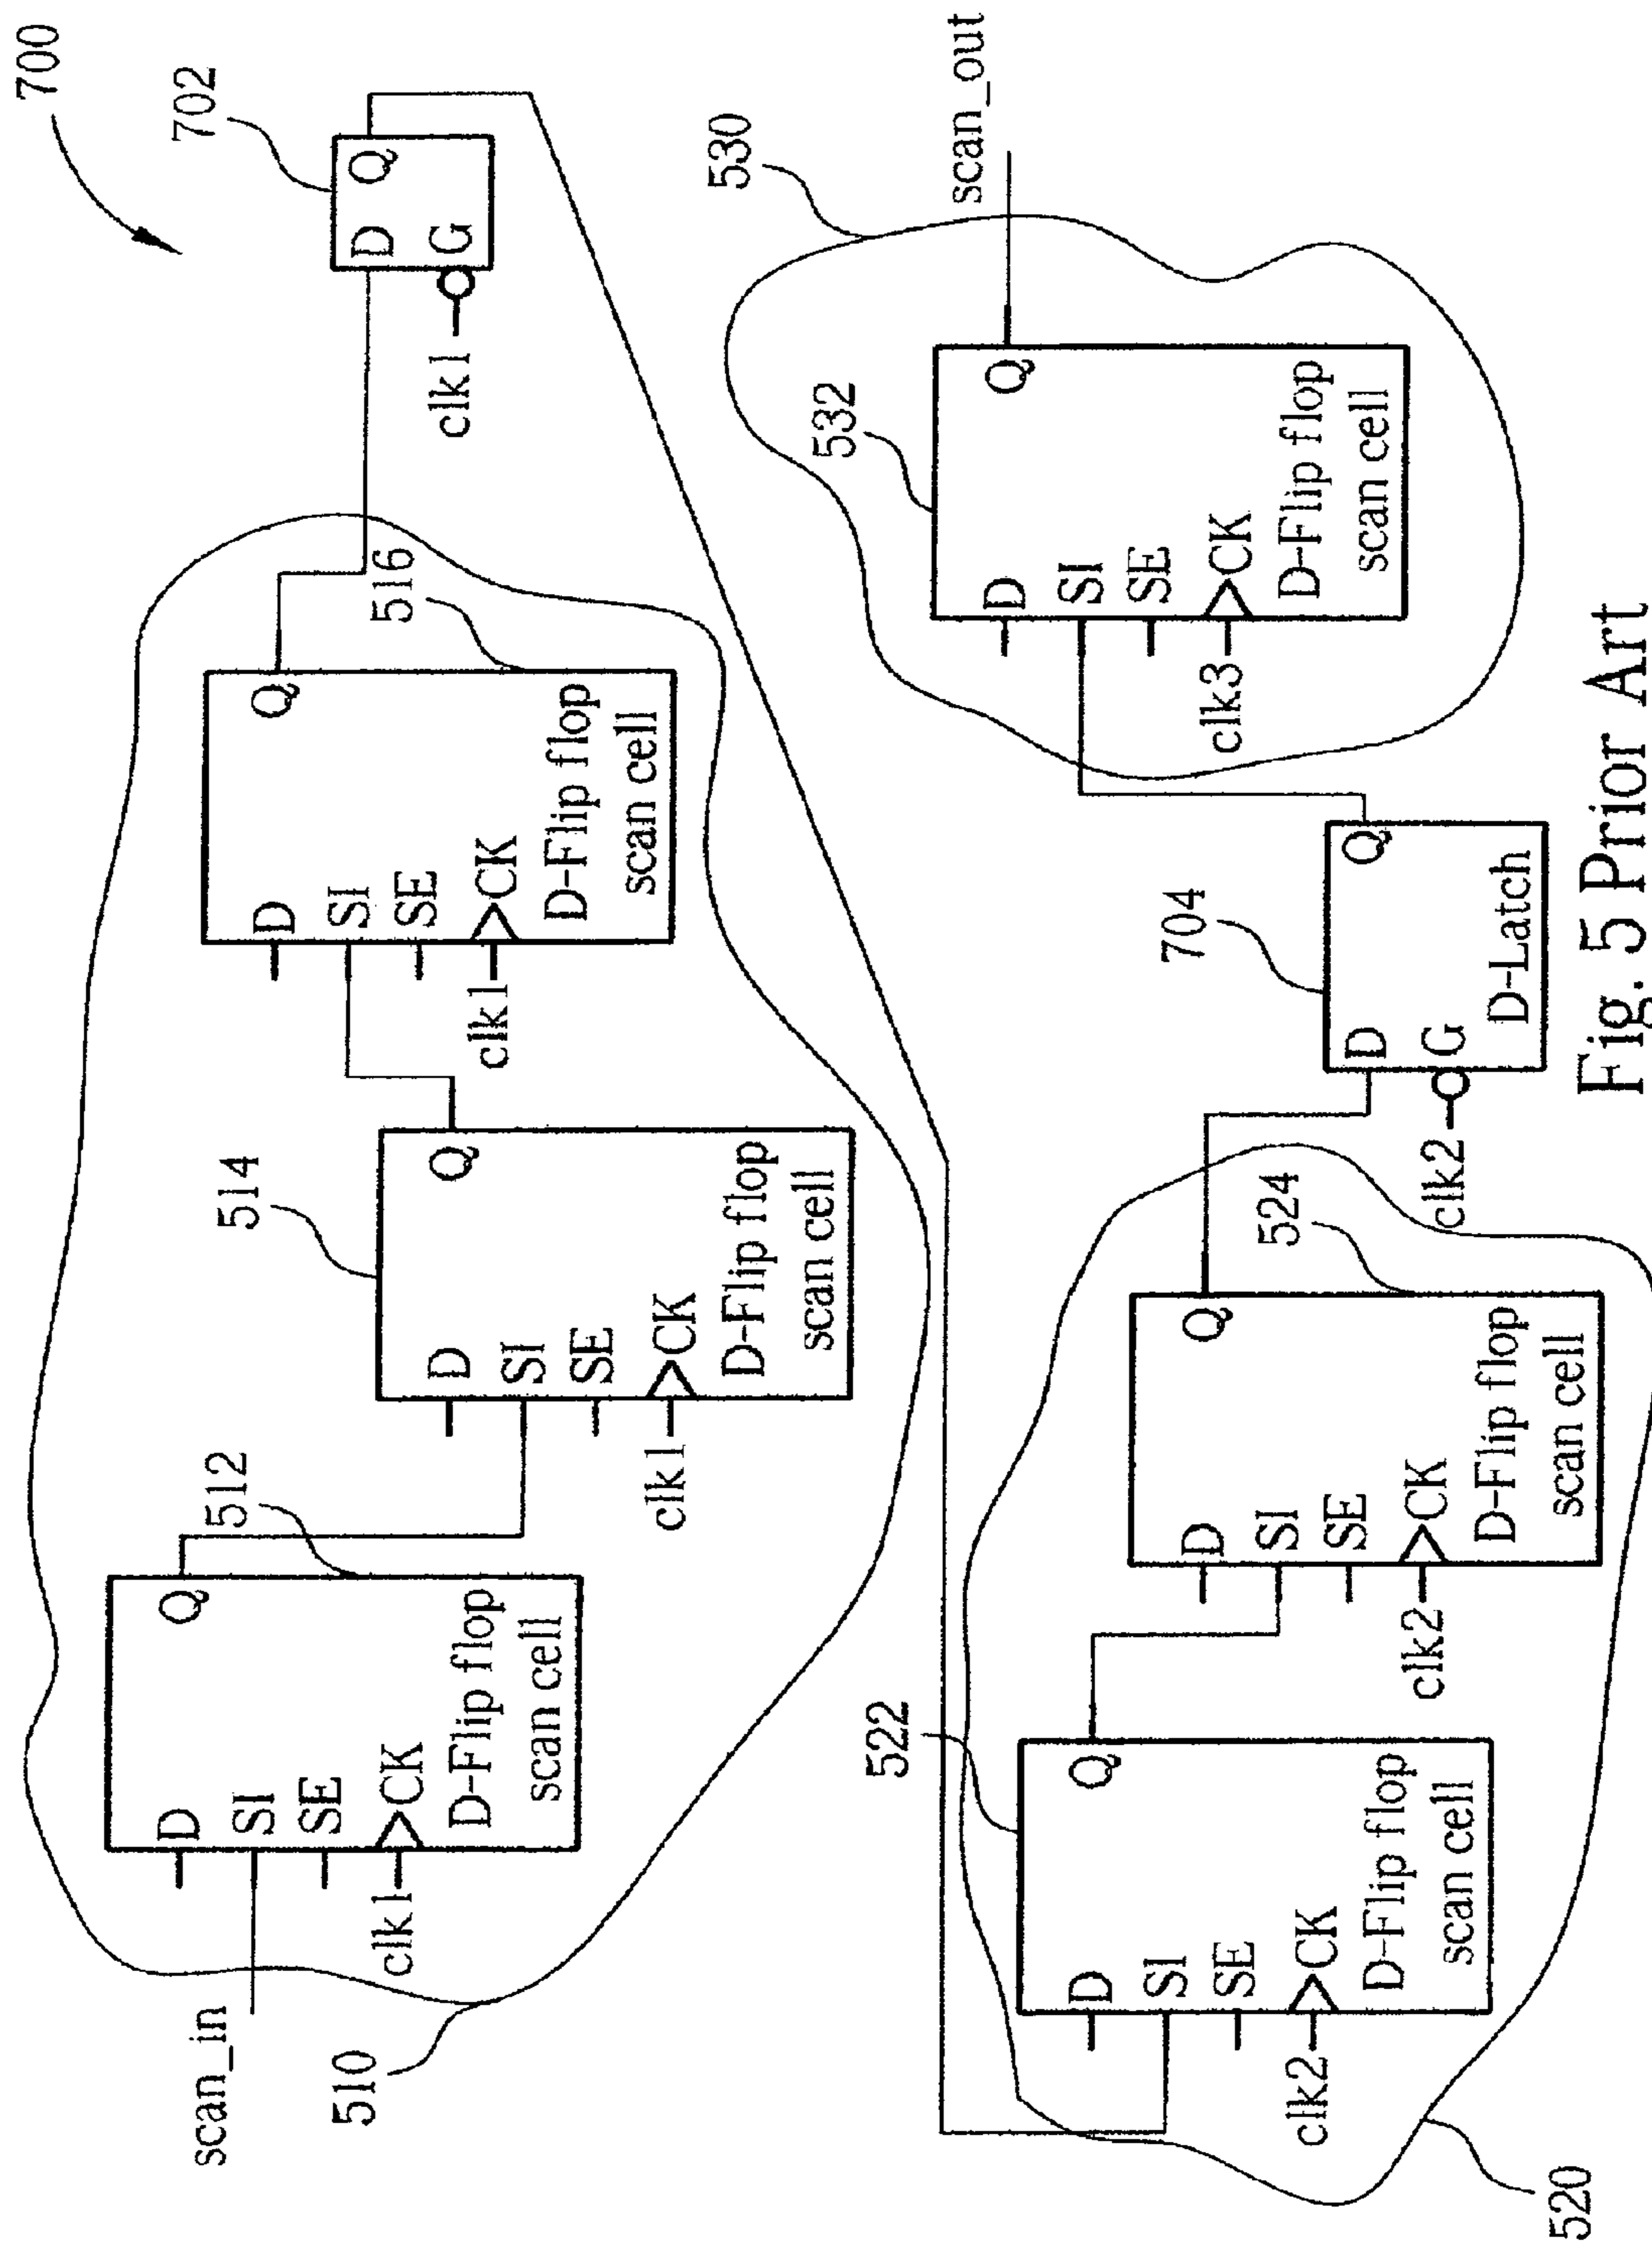 700
scan_in
510
D
SI
SE
CK
Q
clk1
D-Flip flop
scan cell
512
D
SI
SE
CK
Q
clk1
D-Flip flop
scan cell
514
D
SI
SE
CK
Q
clk1
D-Flip flop
scan cell
516
D
Q
G
clk1
702
520
D
SI
SE
CK
Q
clk2
D-Flip flop
scan cell
522
D
SI
SE
CK
Q
clk2
D-Flip flop
scan cell
524
D
Q
G
clk2
D-Latch
704
D
SI
SE
CK
Q
clk3
D-Flip flop
scan cell
532
530
scan_out
Fig. 5 Prior Art